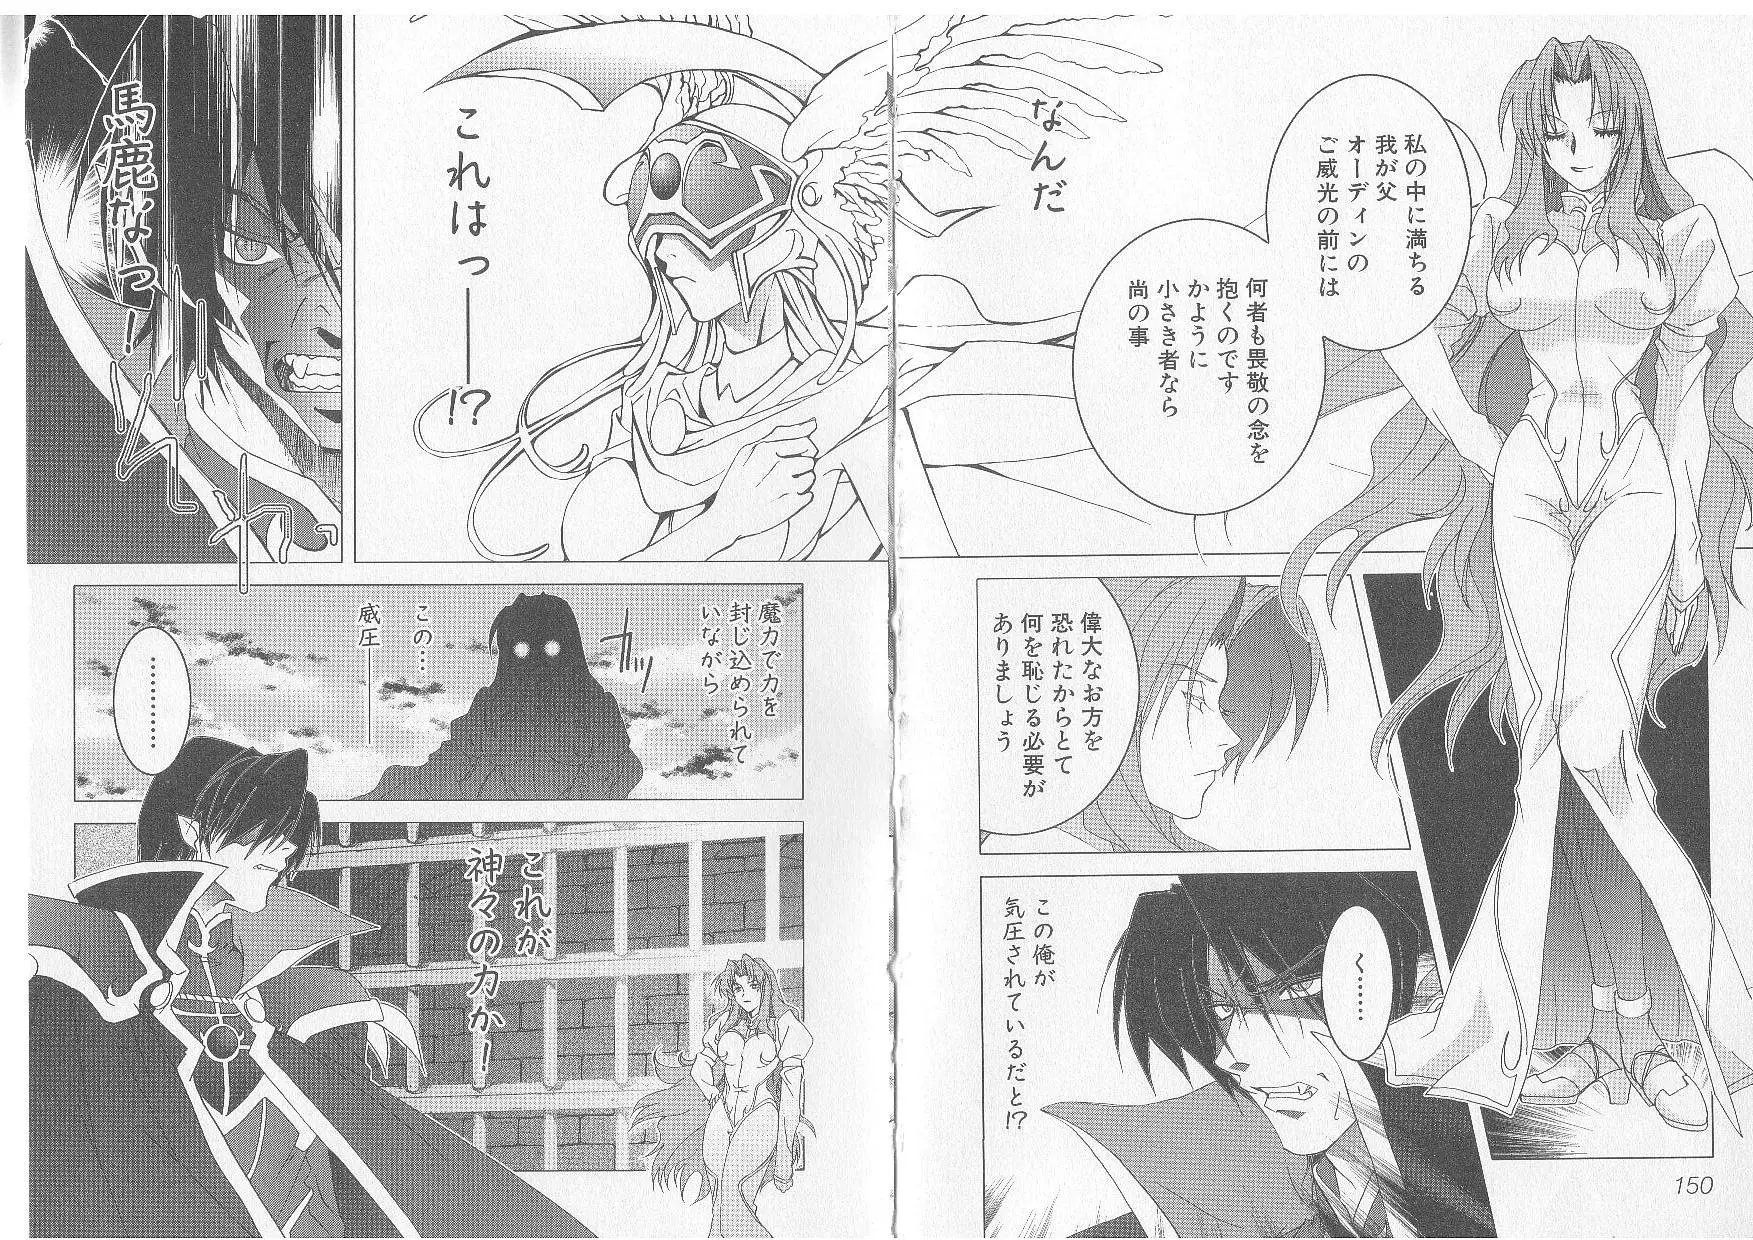 私の中に満ちる
我が父
オーディンの
ご威光の前には
何者も畏敬の念を
抱くのです
かように
小さき者なら
尚の事
なんだ
偉大なお方を
恐れたからとて
何を恥じる必要が
ありましょう
く……
この俺が
気圧されているだと!?
150
これはっ――!?
馬鹿なっ!
魔力で力を
封じ込められて
いながら
カッ
この…
威圧――
…………
これが
神々の力か!